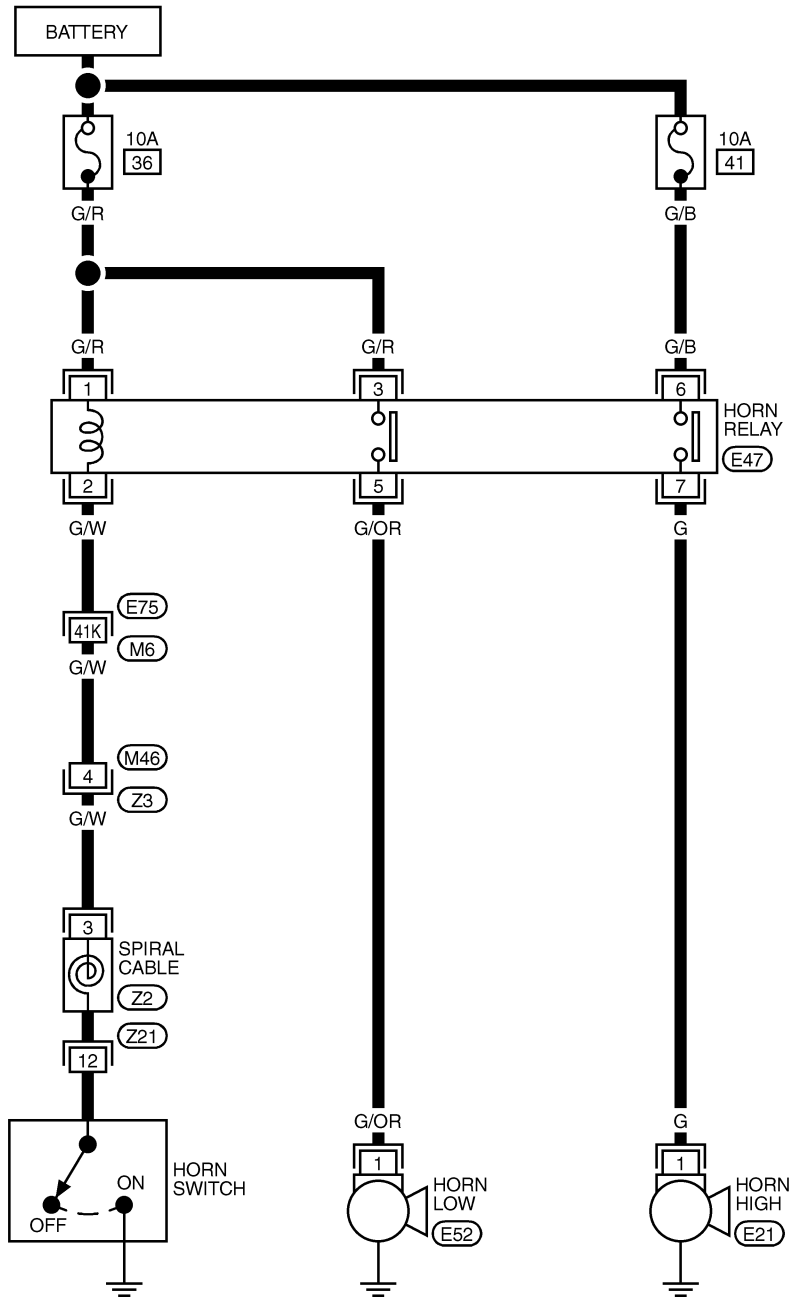 BATTERY
10A
36
10A
41
G/R
G/B
G/R
G/R
G/B
1
3
6
HORN
RELAY
E47
2
5
7
G/W
G/OR
G
E75
41K
M6
G/W
M46
4
Z3
G/W
3
SPIRAL
CABLE
Z2
Z21
12
G/OR
G
HORN
SWITCH
ON
OFF
1
HORN
LOW
E52
1
HORN
HIGH
E21